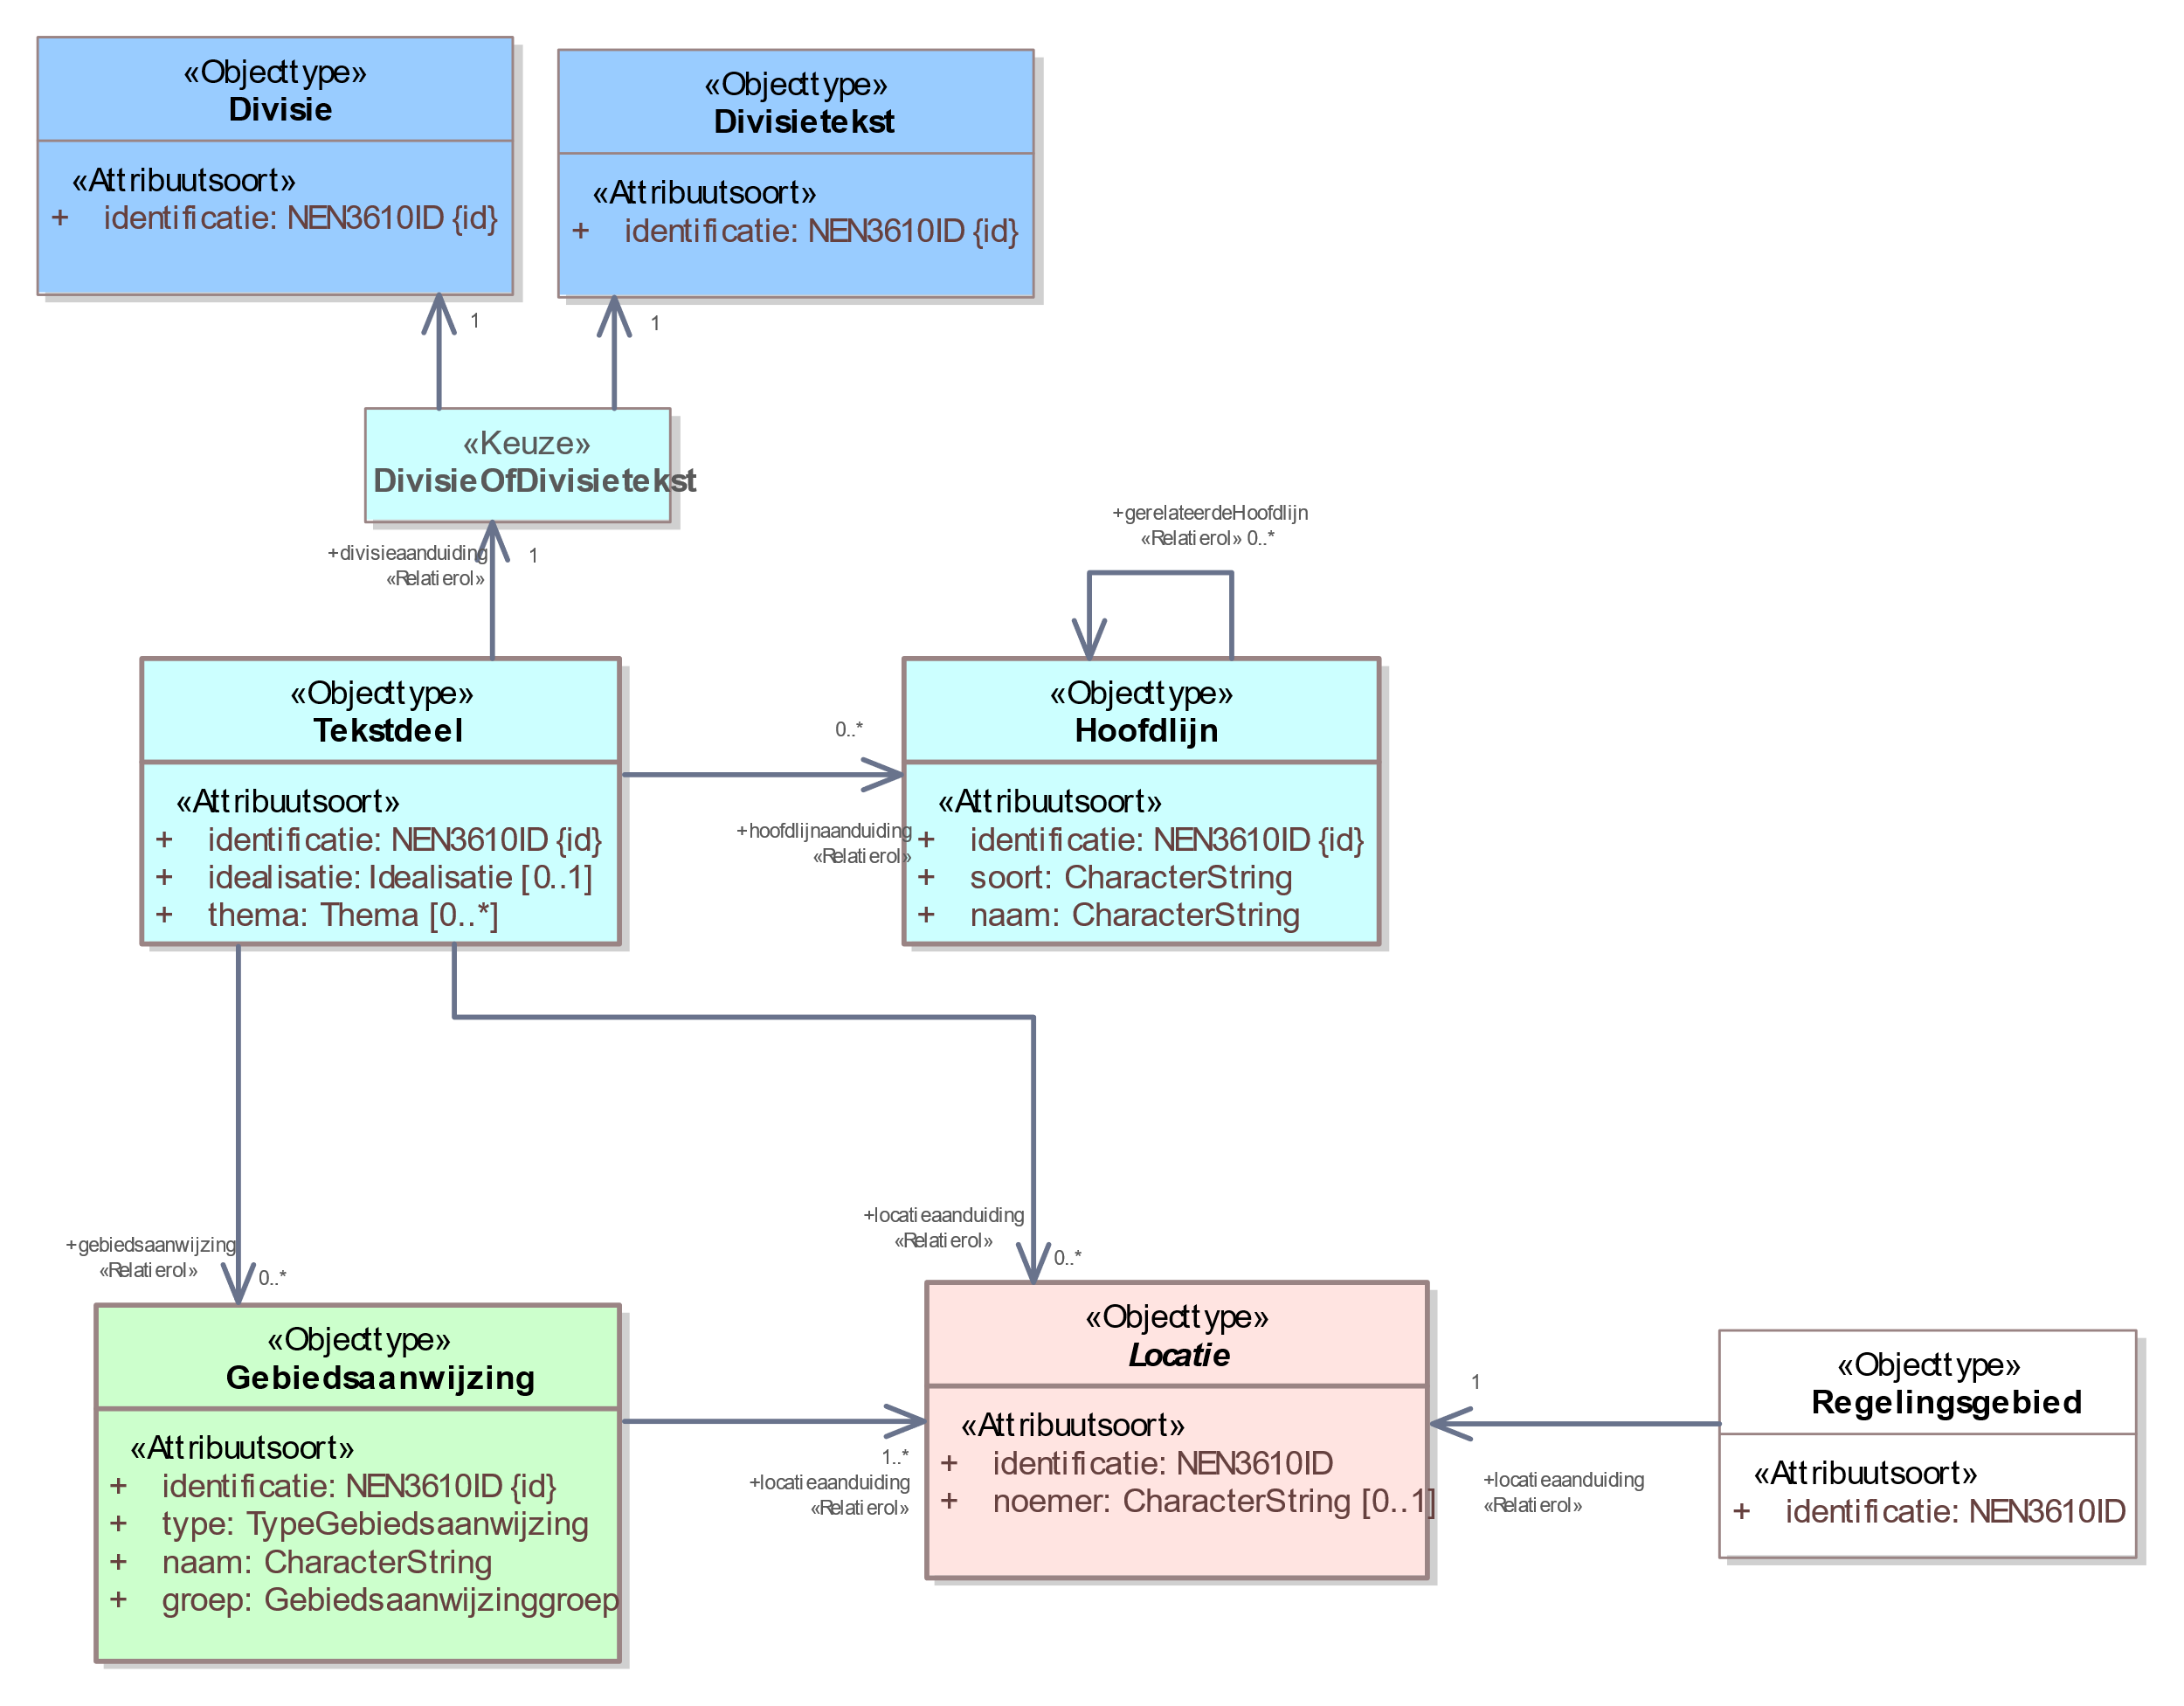 «Objecttype»
Divisie
«Attribuutsoort»
+ identificatie: NEN3610ID {id}
«Objecttype»
Divisietekst
«Attribuutsoort»
+ identificatie: NEN3610ID {id}
1
1
«Keuze»
DivisieOfDivisietekst
+divisieaanduiding
«Relatierol»
1
+gerelateerdeHoofdlijn
«Relatierol» 0..*
«Objecttype»
Tekstdeel
«Attribuutsoort»
+ identificatie: NEN3610ID {id}
+ idealisatie: Idealisatie [0..1]
+ thema: Thema [0..*]
0..*
+hoofdlijnaanduiding
«Relatierol»
«Objecttype»
Hoofdlijn
«Attribuutsoort»
+ identificatie: NEN3610ID {id}
+ soort: CharacterString
+ naam: CharacterString
+gebiedsaanwijzing
«Relatierol»
0..*
+locatieaanduiding
«Relatierol»
0..*
«Objecttype»
Gebiedsaanwijzing
«Attribuutsoort»
+ identificatie: NEN3610ID {id}
+ type: TypeGebiedsaanwijzing
+ naam: CharacterString
+ groep: Gebiedsaanwijzinggroep
1..*
+locatieaanduiding
«Relatierol»
«Objecttype»
Locatie
«Attribuutsoort»
+ identificatie: NEN3610ID
+ noemer: CharacterString [0..1]
1
+locatieaanduiding
«Relatierol»
«Objecttype»
Regelingsgebied
«Attribuutsoort»
+ identificatie: NEN3610ID